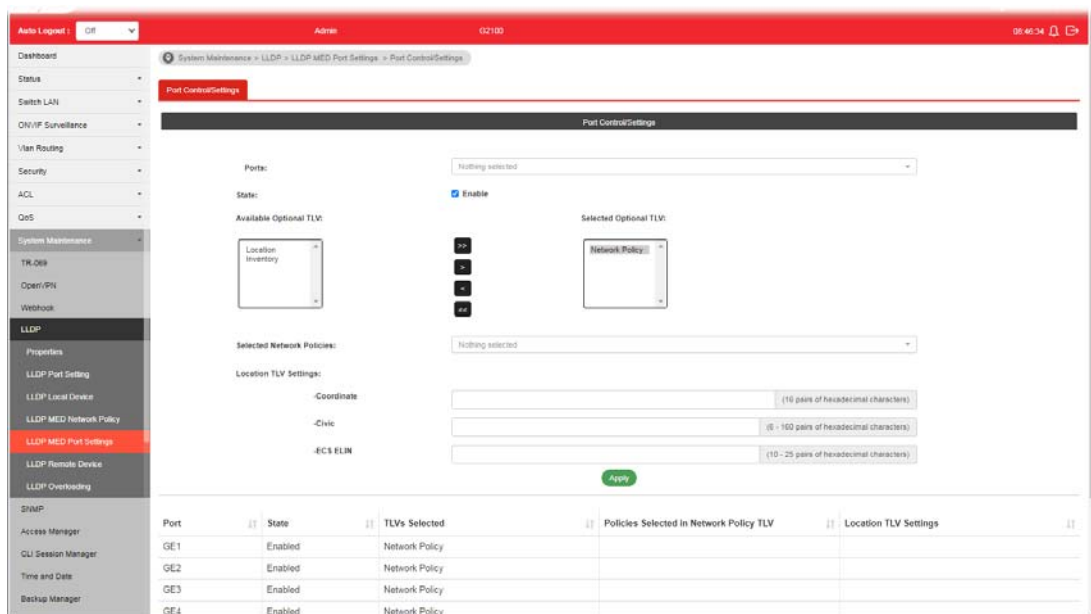 Auto Logout : Off Admin G2100 08:46:34
Dashboard
Status
Switch LAN
ONVIF Surveillance
Vlan Routing
Security
ACL
QoS
System Maintenance
TR-069
OpenVPN
Webhook
LLDP
Properties
LLDP Port Setting
LLDP Local Device
LLDP MED Network Policy
LLDP MED Port Settings
LLDP Remote Device
LLDP Overloading
SNMP
Access Manager
CLI Session Manager
Time and Date
Backup Manager
System Maintenance > LLDP > LLDP MED Port Settings > Port Control/Settings
Port Control/Settings
Port Control/Settings
Ports: Nothing selected
State: Enable
Available Optional TLV: Selected Optional TLV:
Location
Inventory
>>
>
<
<<
Network Policy
Selected Network Policies: Nothing selected
Location TLV Settings:
-Coordinate (16 pairs of hexadecimal characters)
-Civic (6 - 160 pairs of hexadecimal characters)
-ECS ELIN (10 - 25 pairs of hexadecimal characters)
Apply
Port State TLVs Selected Policies Selected in Network Policy TLV Location TLV Settings
GE1 Enabled Network Policy
GE2 Enabled Network Policy
GE3 Enabled Network Policy
GE4 Enabled Network Policy